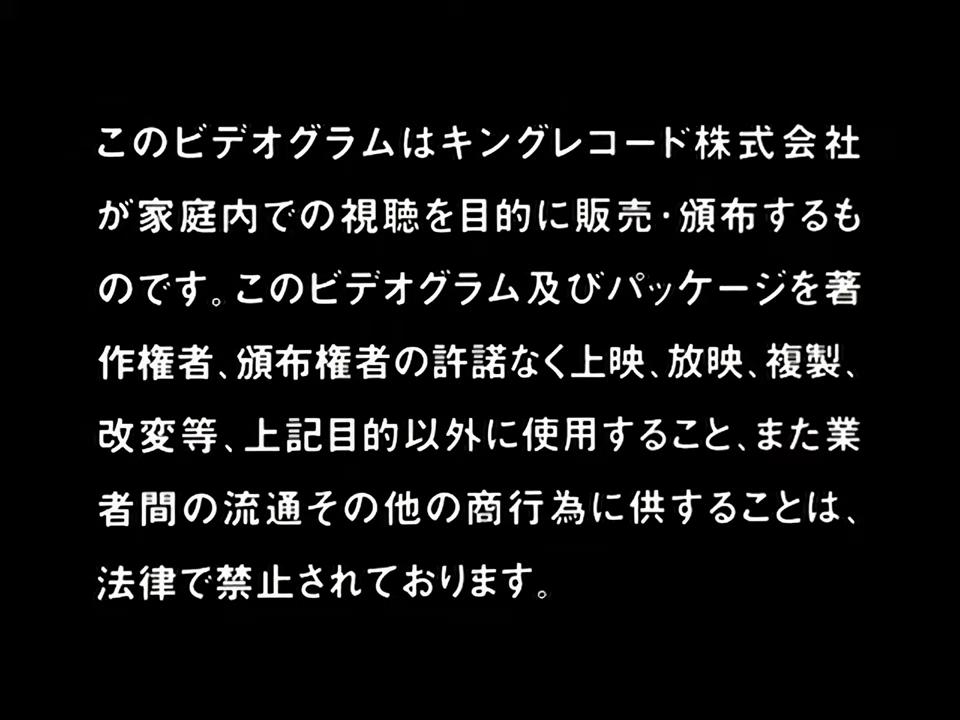 このビデオグラムはキングレコード株式会社
が家庭内での視聴を目的に販売・頒布するも
のです。このビデオグラム及びパッケージを著
作権者、頒布権者の許諾なく上映、放映、複製、
改変等、上記目的以外に使用すること、また業
者間の流通その他の商行為に供することは、
法律で禁止されております。